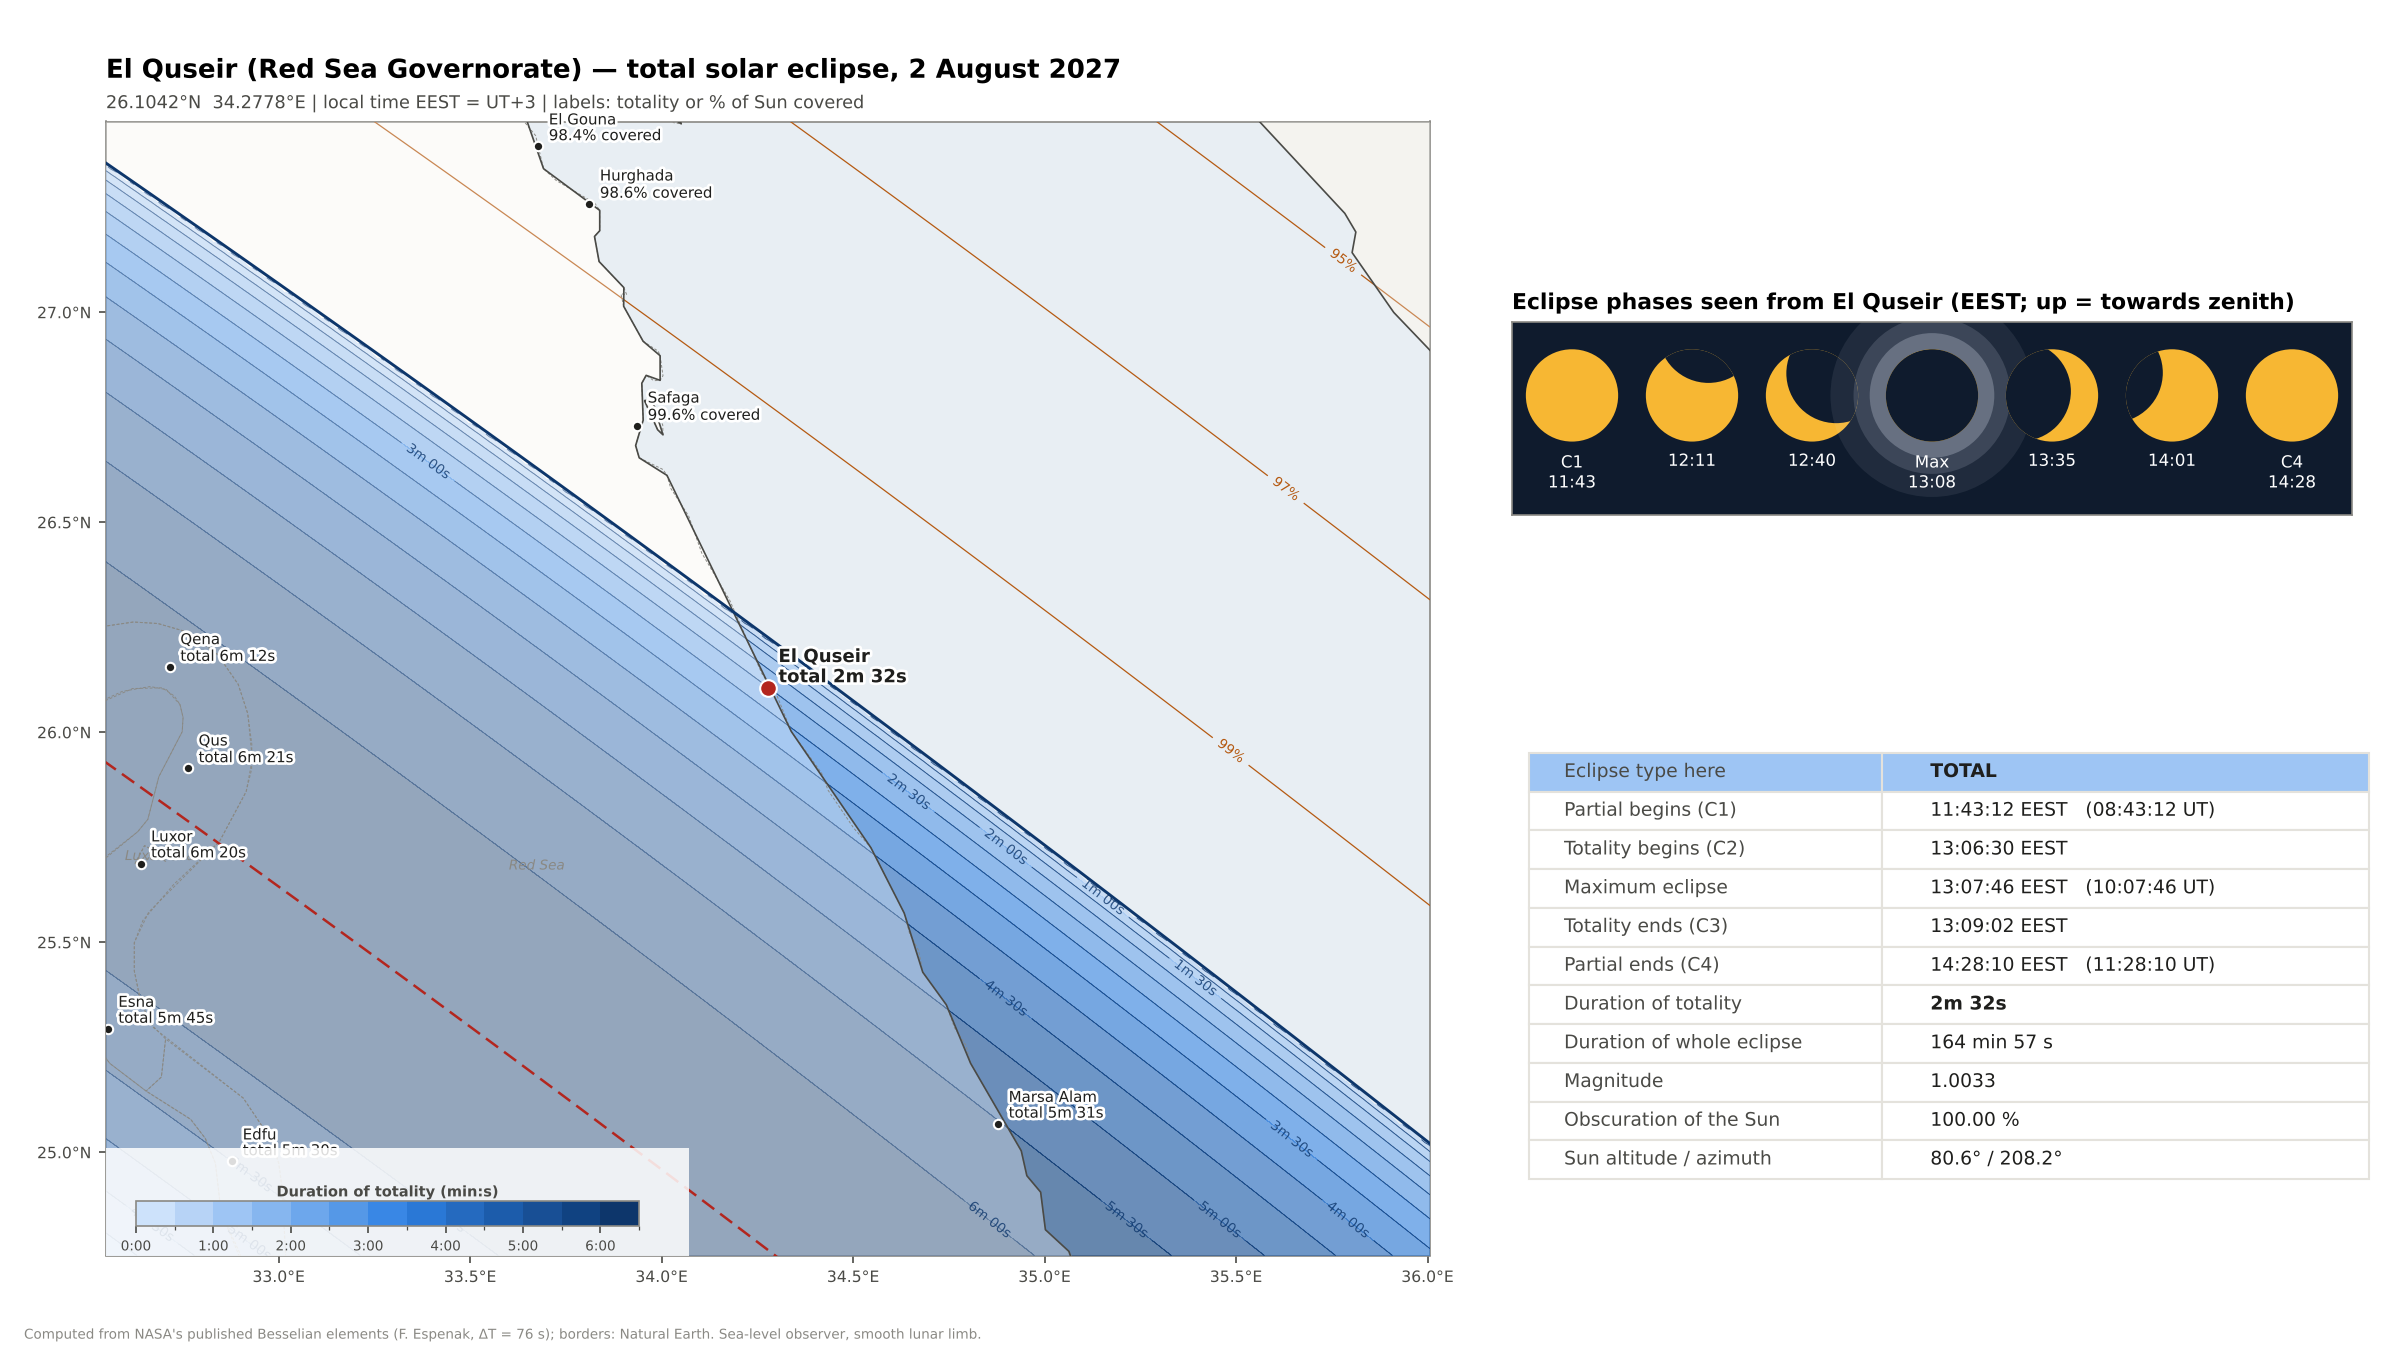 El Quseir (Red Sea Governorate) — total solar eclipse, 2 August 2027
26.1042°N  34.2778°E | local time EEST = UT+3 | labels: totality or % of Sun covered
El Gouna
98.4% covered
Hurghada
98.6% covered
95%
27.0°N
Safaga
99.6% covered
3m 00s
97%
26.5°N
Qena
total 6m 12s
El Quseir
total 2m 32s
26.0°N
Qus
total 6m 21s
99%
2m 30s
Luxor
total 6m 20s
2m 00s
Red Sea
1m 00s
25.5°N
1m 30s
4m 30s
Esna
total 5m 45s
Marsa Alam
total 5m 31s
3m 30s
25.0°N
Edfu
total 5m 30s
6m 00s
5m 30s
5m 00s
4m 00s
Duration of totality (min:s)
0:00 1:00 2:00 3:00 4:00 5:00 6:00
33.0°E 33.5°E 34.0°E 34.5°E 35.0°E 35.5°E 36.0°E
Eclipse phases seen from El Quseir (EEST; up = towards zenith)
C1 Max C4
11:43 12:11 12:40 13:08 13:35 14:01 14:28
Eclipse type here TOTAL
Partial begins (C1) 11:43:12 EEST (08:43:12 UT)
Totality begins (C2) 13:06:30 EEST
Maximum eclipse 13:07:46 EEST (10:07:46 UT)
Totality ends (C3) 13:09:02 EEST
Partial ends (C4) 14:28:10 EEST (11:28:10 UT)
Duration of totality 2m 32s
Duration of whole eclipse 164 min 57 s
Magnitude 1.0033
Obscuration of the Sun 100.00 %
Sun altitude / azimuth 80.6° / 208.2°
Computed from NASA's published Besselian elements (F. Espenak, ΔT = 76 s); borders: Natural Earth. Sea-level observer, smooth lunar limb.